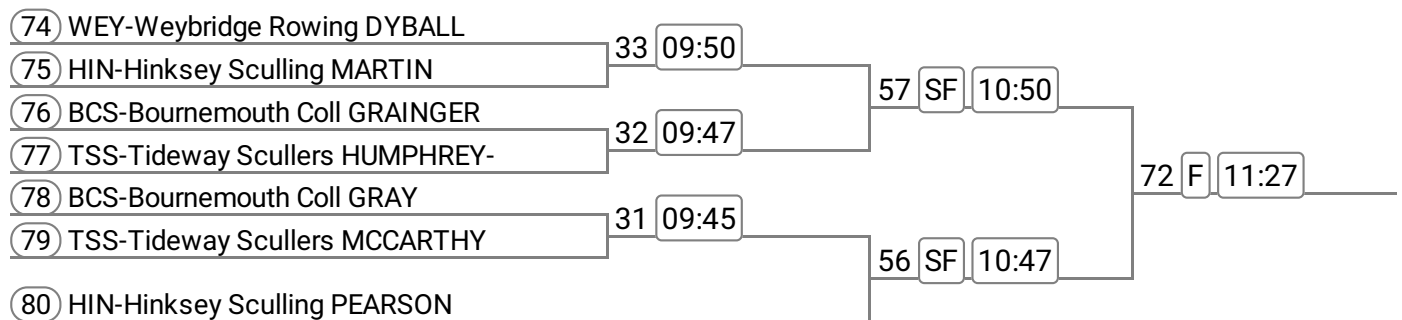 74 WEY-Weybridge Rowing DYBALL
33 09:50
75 HIN-Hinksey Sculling MARTIN
57 SF 10:50
76 BCS-Bournemouth Coll GRAINGER
32 09:47
77 TSS-Tideway Scullers HUMPHREY-
72 F 11:27
78 BCS-Bournemouth Coll GRAY
31 09:45
79 TSS-Tideway Scullers MCCARTHY
56 SF 10:47
80 HIN-Hinksey Sculling PEARSON